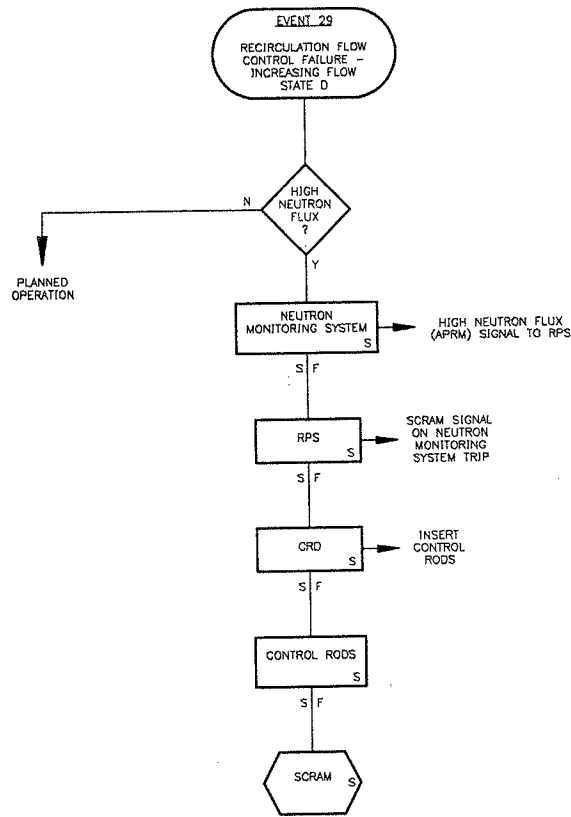 EVENT 29
RECIRCULATION FLOW
CONTROL FAILURE –
INCREASING FLOW
STATE D
HIGH
NEUTRON
FLUX
?
N
Y
PLANNED
OPERATION
NEUTRON
MONITORING SYSTEM
S
HIGH NEUTRON FLUX
(APRM) SIGNAL TO RPS
S F
RPS
S
SCRAM SIGNAL
ON NEUTRON
MONITORING
SYSTEM TRIP
S F
CRD
S
INSERT
CONTROL
RODS
S F
CONTROL RODS
S
S F
SCRAM
S